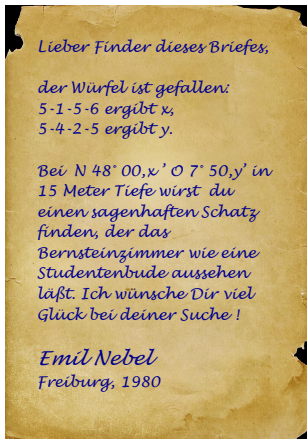 Lieber Finder dieses Briefes,
der Würfel ist gefallen:
5-1-5-6 ergibt x,
5-4-2-5 ergibt y.
Bei N 48° 00,x ' O 7° 50,y' in
15 Meter Tiefe wirst du
einen sagenhaften Schatz
finden, der das
Bernsteinzimmer wie eine
Studentenbude aussehen
läßt. Ich wünsche Dir viel
Glück bei deiner Suche !
Emil Nebel
Freiburg, 1980